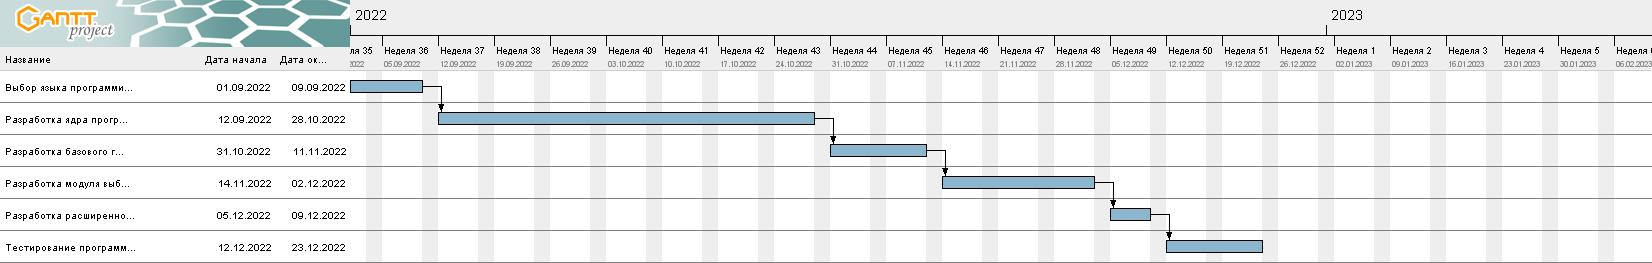 GANTT project
2022 2023
ля 35 Неделя 36 Неделя 37 Неделя 38 Неделя 39 Неделя 40 Неделя 41 Неделя 42 Неделя 43 Неделя 44 Неделя 45 Неделя 46 Неделя 47 Неделя 48 Неделя 49 Неделя 50 Неделя 51 Неделя 52 Неделя 1 Неделя 2 Неделя 3 Неделя 4 Неделя 5 Неделя
Название Дата начала Дата ок...
2022 05.09.2022 12.09.2022 19.09.2022 26.09.2022 03.10.2022 10.10.2022 17.10.2022 24.10.2022 31.10.2022 07.11.2022 14.11.2022 21.11.2022 28.11.2022 05.12.2022 12.12.2022 19.12.2022 26.12.2022 02.01.2023 09.01.2023 16.01.2023 23.01.2023 30.01.2023 06.02.2023
Выбор языка программи... 01.09.2022 09.09.2022
Разработка ядра прогр... 12.09.2022 28.10.2022
Разработка базового г... 31.10.2022 11.11.2022
Разработка модуля выб... 14.11.2022 02.12.2022
Разработка расширенно... 05.12.2022 09.12.2022
Тестирование программ... 12.12.2022 23.12.2022